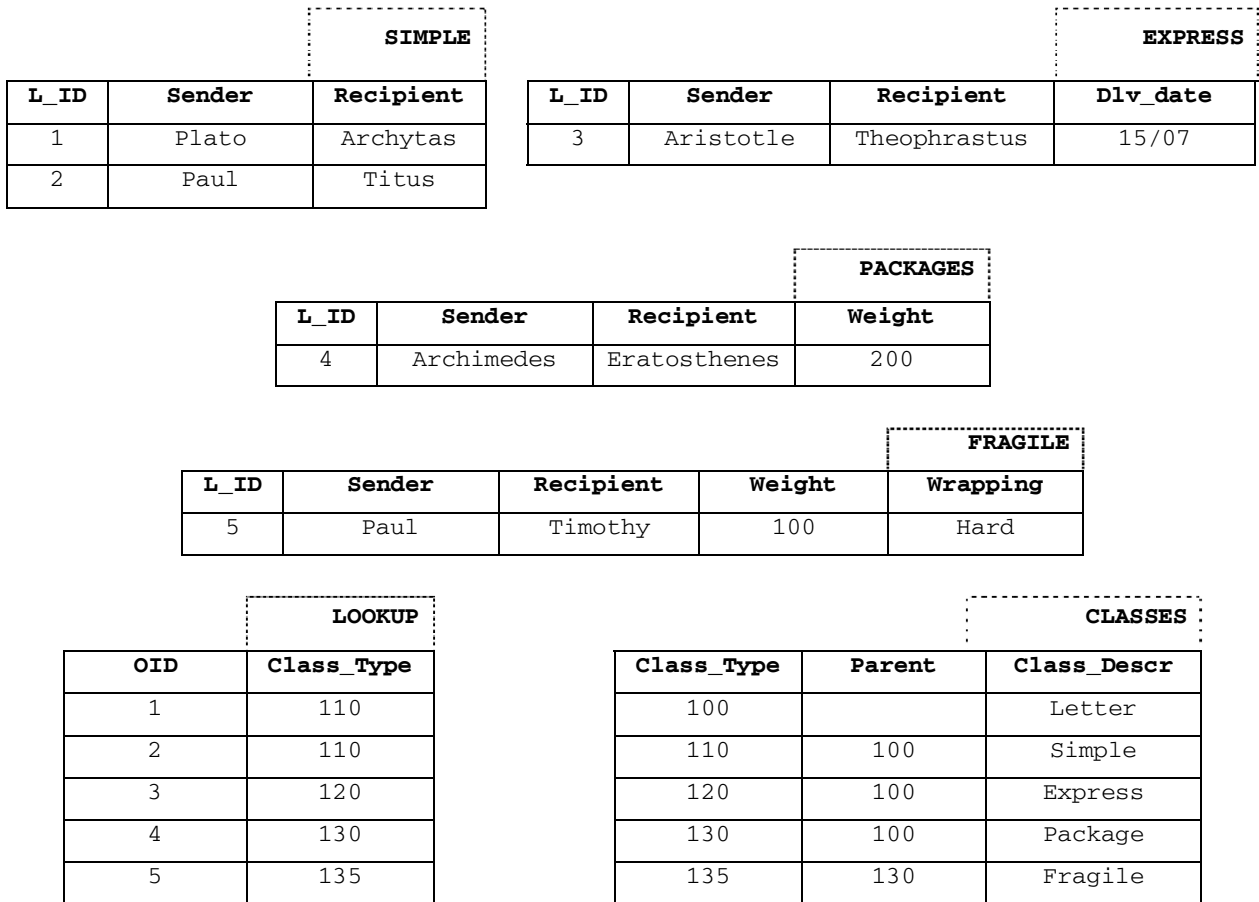 SIMPLE
L_ID Sender Recipient
1 Plato Archytas
2 Paul Titus
EXPRESS
L_ID Sender Recipient Dlv_date
3 Aristotle Theophrastus 15/07
PACKAGES
L_ID Sender Recipient Weight
4 Archimedes Eratosthenes 200
FRAGILE
L_ID Sender Recipient Weight Wrapping
5 Paul Timothy 100 Hard
LOOKUP
OID Class_Type
1 110
2 110
3 120
4 130
5 135
CLASSES
Class_Type Parent Class_Descr
100 Letter
110 100 Simple
120 100 Express
130 100 Package
135 130 Fragile